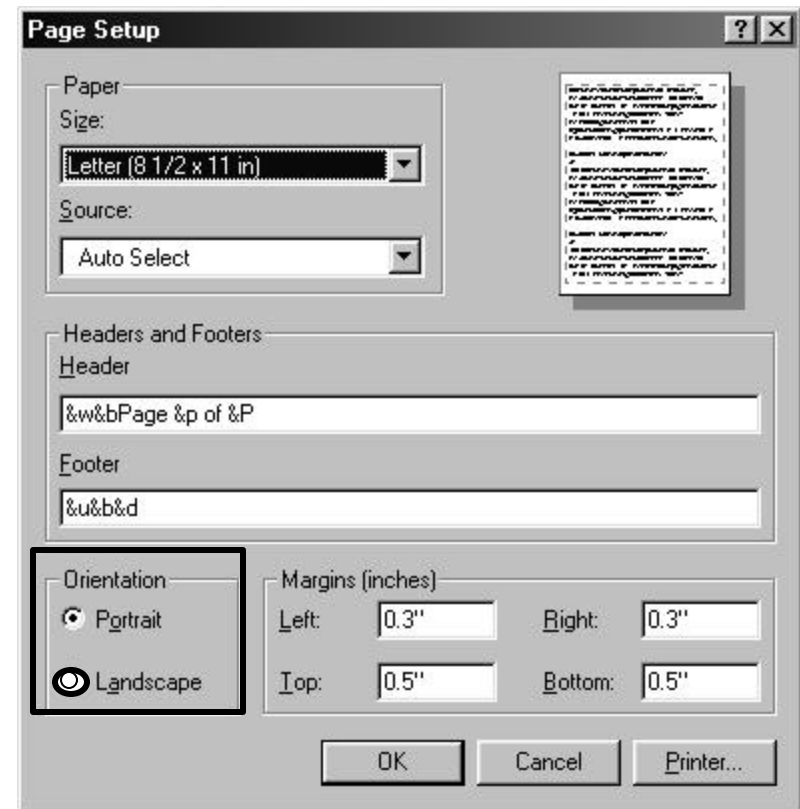 Page Setup
Paper
Size:
Letter (8 1/2 x 11 in)
Source:
Auto Select
Headers and Footers
Header
&w&bPage &p of &P
Footer
&u&b&d
Orientation
Portrait
Landscape
Margins (inches)
Left: 0.3" Right: 0.3"
Top: 0.5" Bottom: 0.5"
OK Cancel Printer...